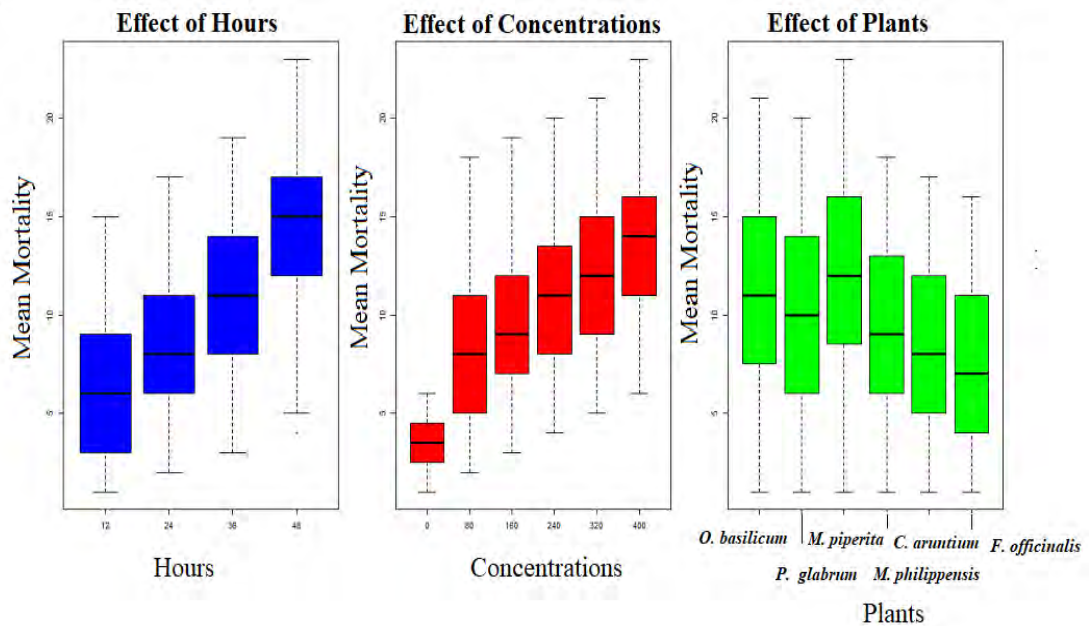 Effect of Hours
Mean Mortality
20
15
10
5
12
24
36
48
Hours
Effect of Concentrations
Mean Mortality
20
15
10
5
0
80
160
240
320
400
Concentrations
Effect of Plants
Mean Mortality
20
15
10
5
O. basilicum
M. piperita
C. aruntium
F. officinalis
P. glabrum
M. philippensis
Plants